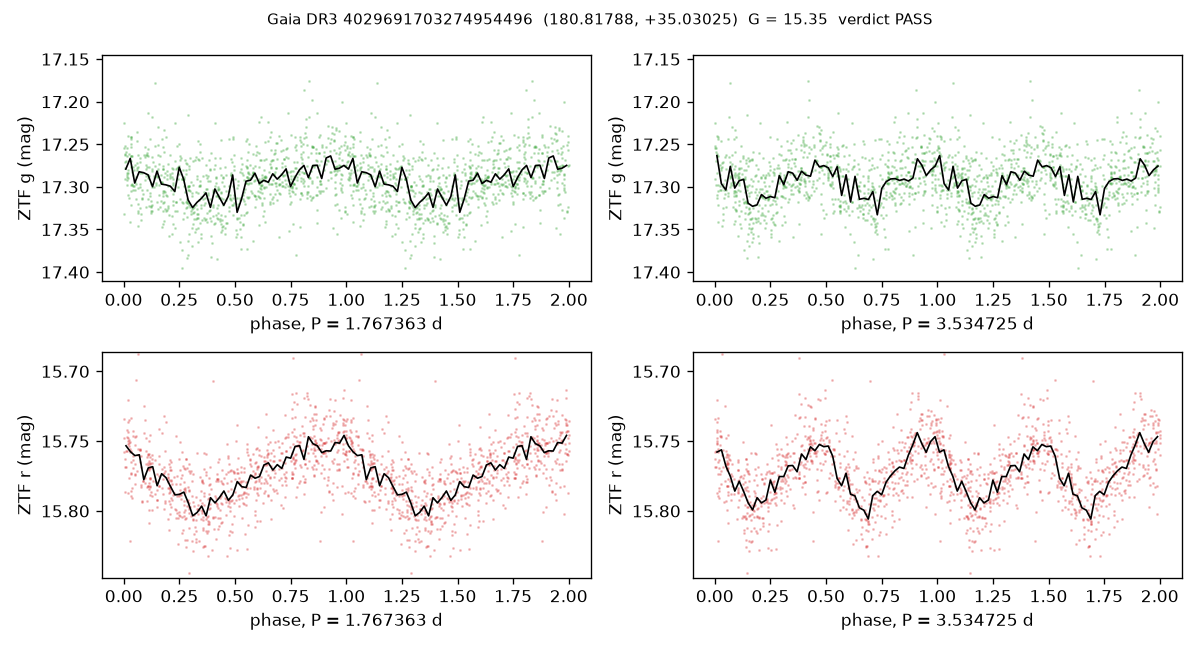 Gaia DR3 4029691703274954496 (180.81788, +35.03025) G = 15.35 verdict PASS
ZTF g (mag)
17.15
17.20
17.25
17.30
17.35
17.40
0.00 0.25 0.50 0.75 1.00 1.25 1.50 1.75 2.00
phase, P = 1.767363 d
ZTF g (mag)
17.15
17.20
17.25
17.30
17.35
17.40
0.00 0.25 0.50 0.75 1.00 1.25 1.50 1.75 2.00
phase, P = 3.534725 d
ZTF r (mag)
15.70
15.75
15.80
0.00 0.25 0.50 0.75 1.00 1.25 1.50 1.75 2.00
phase, P = 1.767363 d
ZTF r (mag)
15.70
15.75
15.80
0.00 0.25 0.50 0.75 1.00 1.25 1.50 1.75 2.00
phase, P = 3.534725 d